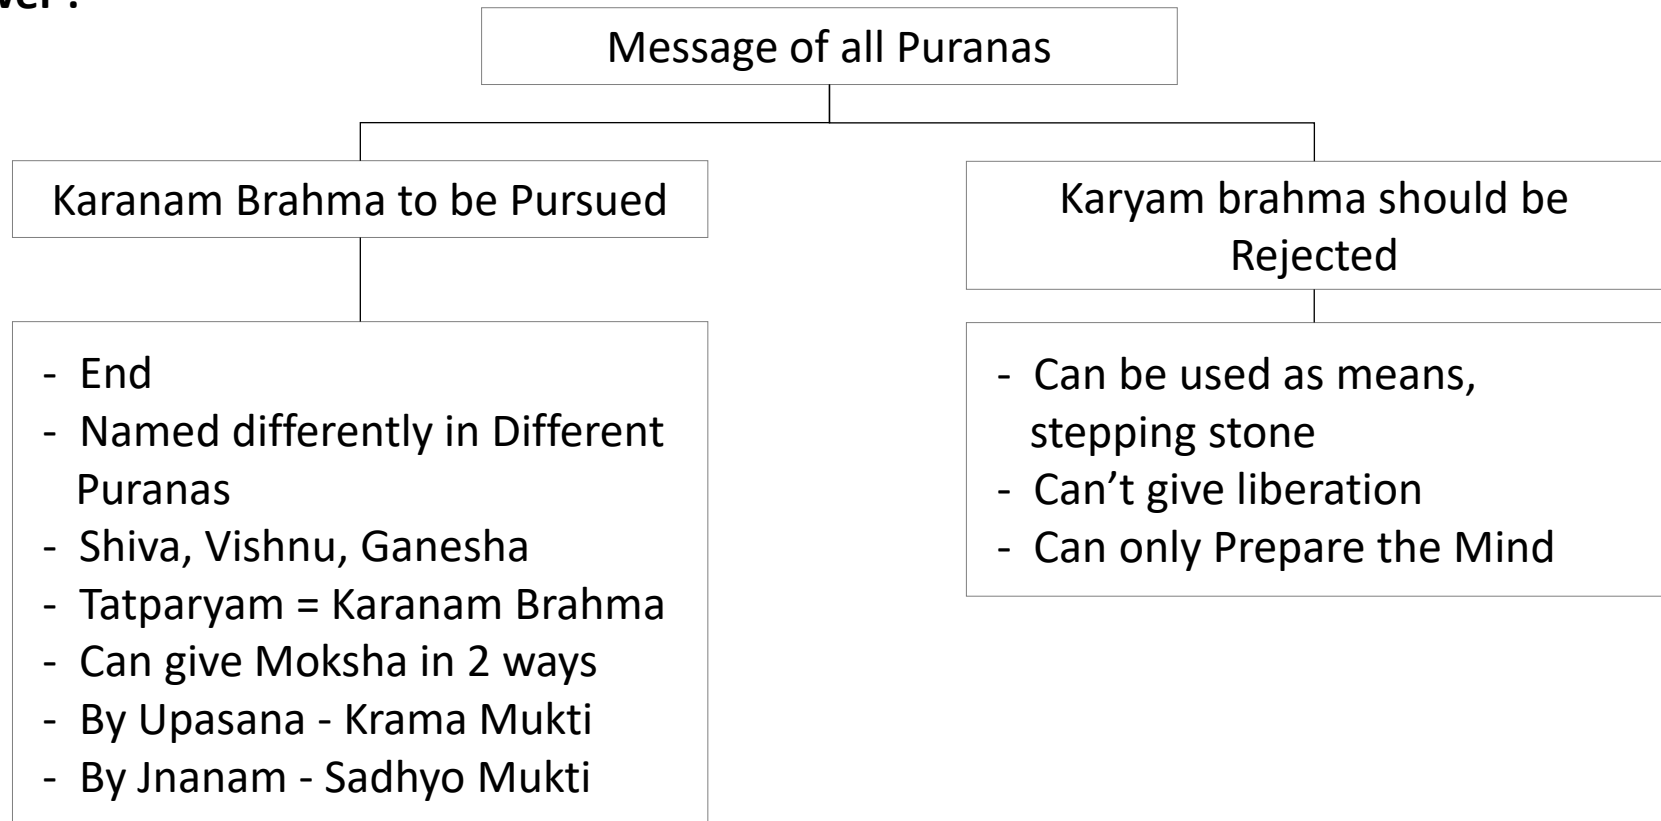 Message of all Puranas
Karanam Brahma to be Pursued
Karyam brahma should be
Rejected
- End
- Named differently in Different
Puranas
- Shiva, Vishnu, Ganesha
- Tatparyam = Karanam Brahma
- Can give Moksha in 2 ways
- By Upasana - Krama Mukti
- By Jnanam - Sadhyo Mukti
- Can be used as means,
stepping stone
- Can’t give liberation
- Can only Prepare the Mind